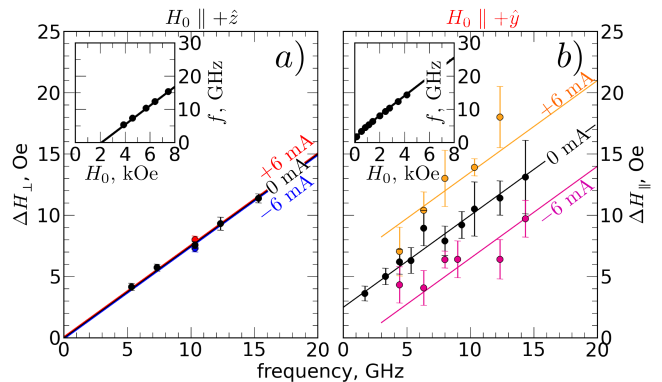 H₀ ∥ +ẑ
H₀ ∥ +ŷ
a)
b)
25
20
15
10
5
0
ΔH⊥, Oe
30
20
10
0
f, GHz
0 2 4 6 8
H₀, kOe
+6 mA
0 mA
−6 mA
0 5 10 15 20
30
20
10
0
f, GHz
0 2 4 6 8
H₀, kOe
+6 mA
0 mA
−6 mA
25
20
15
10
5
0
ΔH∥, Oe
0 5 10 15 20
frequency, GHz